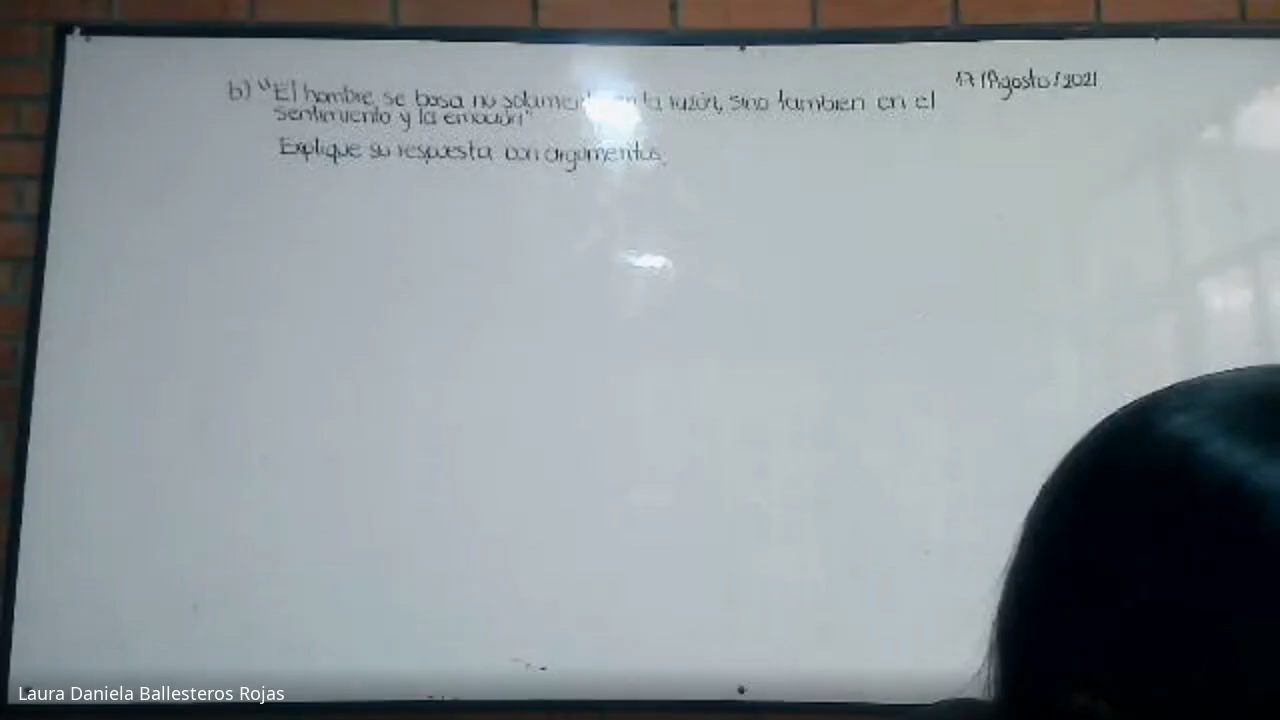 17 /Agosto / 2021
b) "El hombre, se basa no solamente en la razón, sino tambien en el
sentimiento y la emoción"
Explique su respuesta con argumentos.
Laura Daniela Ballesteros Rojas